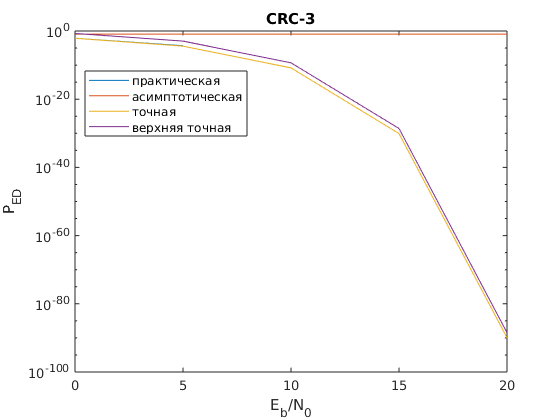 CRC-3
10^0
10^-20
10^-40
10^-60
10^-80
10^-100
P_ED
практическая
асимптотическая
точная
верхняя точная
0 5 10 15 20
E_b/N_0